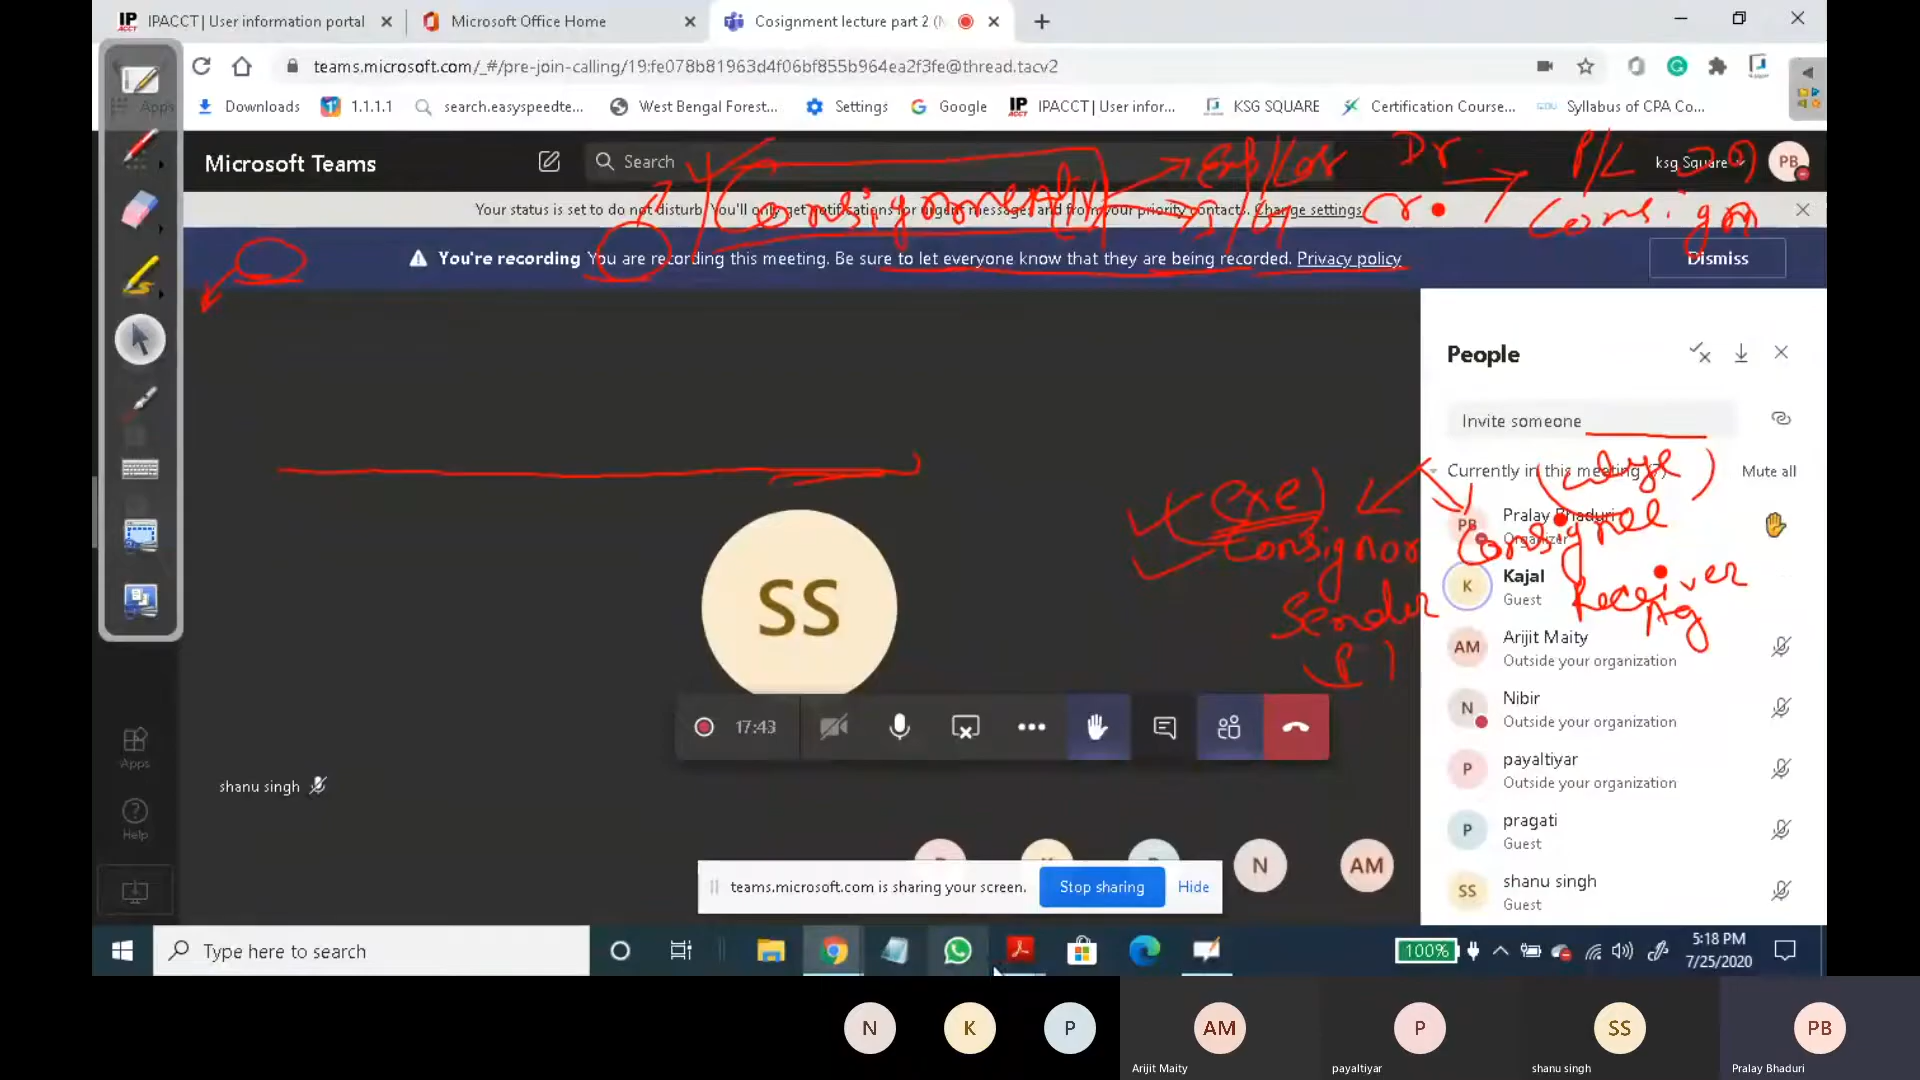 IPACCT | User information portal
Microsoft Office Home
Cosignment lecture part 2 (N
teams.microsoft.com/_#/pre-join-calling/19:fe078b81963d4f06bf855b964ea2f3fe@thread.tacv2
Apps
Downloads
1.1.1.1
search.easyspeedte...
West Bengal Forest...
Settings
Google
IPACCT | User infor...
KSG SQUARE
Certification Course...
Syllabus of CPA Co...
Microsoft Teams
Search
ksg Square
PB
Dr
P/L
Your status is set to do not disturb. You'll only get notifications for urgent messages and from your priority contacts. Change settings.
Cr.
Consign
You're recording You are recording this meeting. Be sure to let everyone know that they are being recorded. Privacy policy
Dismiss
People
Invite someone
Currently in this meeting (7)
Mute all
(exe)
Consignor
Sender
(P)
Consignee
Receiver
Ag
PB
Pralay Bhaduri
Organizer
K
Kajal
Guest
AM
Arijit Maity
Outside your organization
N
Nibir
Outside your organization
P
payaltiyar
Outside your organization
P
pragati
Guest
SS
shanu singh
Guest
SS
17:43
shanu singh
N
AM
teams.microsoft.com is sharing your screen.
Stop sharing
Hide
Apps
Help
Type here to search
100%
5:18 PM
7/25/2020
N
K
P
AM
P
SS
PB
Arijit Maity
payaltiyar
shanu singh
Pralay Bhaduri